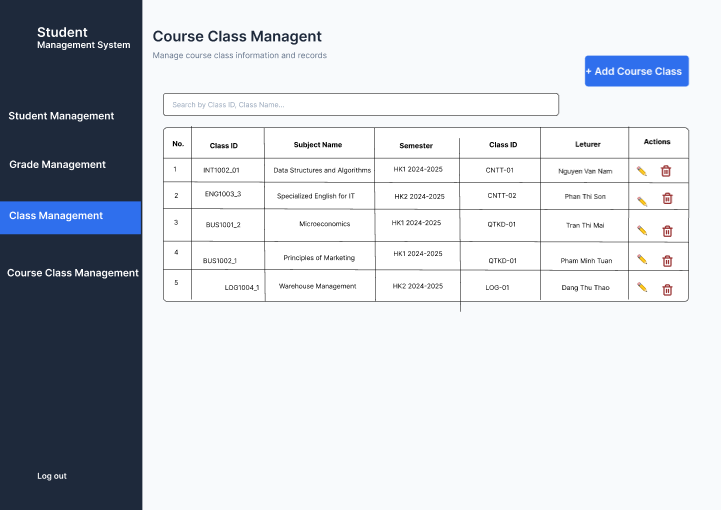 Student
Management System
Student Management
Grade Management
Class Management
Course Class Management
Log out
Course Class Managent
Manage course class information and records
+ Add Course Class
Search by Class ID, Class Name...
No. Class ID Subject Name Semester Class ID Leturer Actions
1 INT1002_01 Data Structures and Algorithms HK1 2024-2025 CNTT-01 Nguyen Van Nam
2 ENG1003_3 Specialized English for IT HK2 2024-2025 CNTT-02 Phan Thi Son
3 BUS1001_2 Microeconomics HK1 2024-2025 QTKD-01 Tran Thi Mai
4 BUS1002_1 Principles of Marketing HK1 2024-2025 QTKD-01 Pham Minh Tuan
5 LOG1004_1 Warehouse Management HK2 2024-2025 LOG-01 Dang Thu Thao